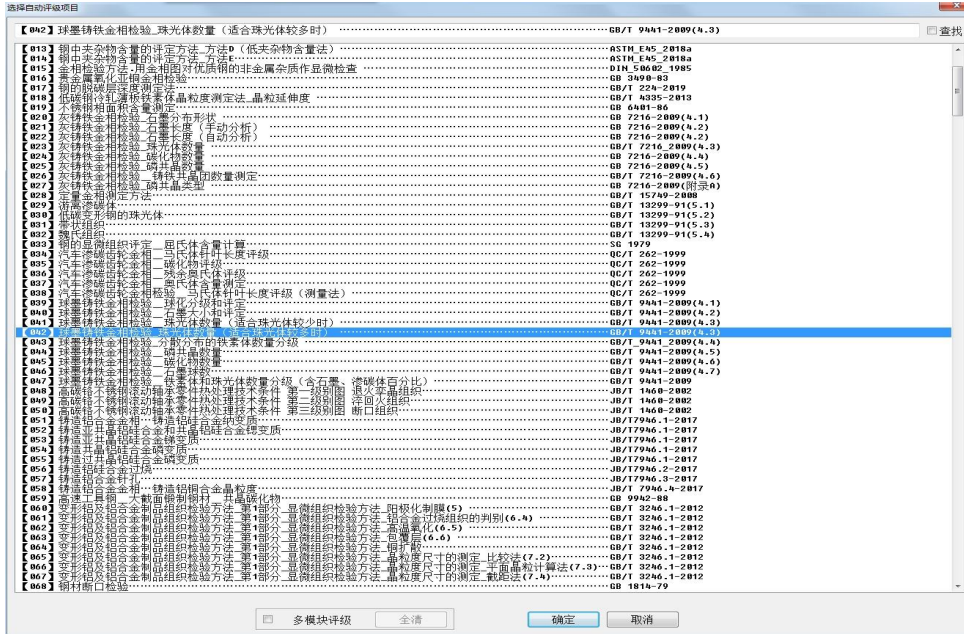 选择自动评级项目
【042】球墨铸铁金相检验_珠光体数量（适合珠光体较多时） GB/T 9441-2009(4.3) 查找
【013】钢中夹杂物含量的评定方法_方法D（低夹杂物含量法） ASTM_E45_2018a
【014】钢中夹杂物含量的评定方法_方法E ASTM_E45_2018a
【015】金相检验方法-用金相图对优质钢的非金属杂质作显微检查 DIN_50602_1985
【016】贵金属氧化亚铜金相检验 GB 3490-83
【017】钢的脱碳层深度测定法 GB/T 224-2019
【018】低碳钢冷轧薄板铁素体晶粒度测定法_晶粒延伸度 GB/T 4335-2013
【019】不锈钢相面积含量测定 GB 6401-86
【020】灰铸铁金相检验_石墨分布形状 GB 7216-2009(4.1)
【021】灰铸铁金相检验_石墨长度（手动分析） GB 7216-2009(4.2)
【022】灰铸铁金相检验_石墨长度（自动分析） GB 7216-2009(4.2)
【023】灰铸铁金相检验_珠光体数量 GB/T 7216_2009(4.3)
【024】灰铸铁金相检验_碳化物数量 GB 7216-2009(4.4)
【025】灰铸铁金相检验_磷共晶数量 GB 7216-2009(4.5)
【026】灰铸铁金相检验__铸铁共晶团数量测定 GB/T 7216-2009(4.6)
【027】灰铸铁金相检验_磷共晶类型 GB 7216-2009(附录A)
【028】定量金相测定方法 GB/T 15749-2008
【029】游离渗碳体 GB/T 13299-91(5.1)
【030】低碳变形钢的珠光体 GB/T 13299-91(5.2)
【031】带状组织 GB/T 13299-91(5.3)
【032】魏氏组织 GB/T 13299-91(5.4)
【033】钢的显微组织评定__屈氏体含量计算 SG 1979
【034】汽车渗碳齿轮金相__马氏体针叶长度评级 QC/T 262-1999
【035】汽车渗碳齿轮金相__碳化物评级 QC/T 262-1999
【036】汽车渗碳齿轮金相__残余奥氏体评级 QC/T 262-1999
【037】汽车渗碳齿轮金相__奥氏体含量测定 QC/T 262-1999
【038】汽车渗碳齿轮金相检验__马氏体针叶长度评级（测量法） QC/T 262-1999
【039】球墨铸铁金相检验__球化分级和评定 GB/T 9441-2009(4.1)
【040】球墨铸铁金相检验__石墨大小和评定 GB/T 9441-2009(4.2)
【041】球墨铸铁金相检验__珠光体数量（适合珠光体较少时） GB/T 9441-2009(4.3)
【042】球墨铸铁金相检验_珠光体数量（适合珠光体较多时） GB/T 9441-2009(4.3)
【043】球墨铸铁金相检验_分散分布的铁素体数量分级 GB/T_9441_2009(4.4)
【044】球墨铸铁金相检验__磷共晶数量 GB/T 9441-2009(4.5)
【045】球墨铸铁金相检验__碳化物数量 GB/T 9441-2009(4.6)
【046】球墨铸铁金相检验__石墨球数 GB/T 9441-2009(4.7)
【047】球墨铸铁金相检验__铁素体和珠光体数量分级（含石墨、渗碳体百分比） GB/T 9441-2009
【048】高碳铬不锈钢滚动轴承零件热处理技术条件 第一级别图 退火孪晶组织 JB/T 1460-2002
【049】高碳铬不锈钢滚动轴承零件热处理技术条件 第二级别图 淬回火组织 JB/T 1460-2002
【050】高碳铬不锈钢滚动轴承零件热处理技术条件 第三级别图 断口组织 JB/T 1460-2002
【051】铸造铝合金金相…铸造铝硅合金钠变质 JB/T7946.1-2017
【052】铸造亚共晶铝硅合金和共晶铝硅合金锶变质 JB/T7946.1-2017
【053】铸造亚共晶铝硅合金锑变质 JB/T7946.1-2017
【054】铸造共晶铝硅合金磷变质 JB/T7946.1-2017
【055】铸造过共晶铝硅合金磷变质 JB/T7946.1-2017
【056】铸造铝硅合金过烧 JB/T7946.2-2017
【057】铸造铝合金针孔 JB/T7946.3-2017
【058】铸造铝合金金相…铸造铝铜合金晶粒度 JB/T 7946.4-2017
【059】高速工具钢__大截面锻制钢材__共晶碳化物 GB 9942-88
【060】变形铝及铝合金制品组织检验方法_第1部分_显微组织检验方法_阳极化制膜(5) GB/T 3246.1-2012
【061】变形铝及铝合金制品组织检验方法_第1部分_显微组织检验方法_铝合金过烧组织的判别(6.4) GB/T 3246.1-2012
【062】变形铝及铝合金制品组织检验方法_第1部分_显微组织检验方法_高温氧化(6.5) GB/T 3246.1-2012
【063】变形铝及铝合金制品组织检验方法_第1部分_显微组织检验方法_包覆层(6.6) GB/T 3246.1-2012
【064】变形铝及铝合金制品组织检验方法_第1部分_显微组织检验方法_铜扩散 GB/T 3246.1-2012
【065】变形铝及铝合金制品组织检验方法_第1部分_显微组织检验方法_晶粒度尺寸的测定_比较法(7.2) GB/T 3246.1-2012
【066】变形铝及铝合金制品组织检验方法_第1部分_显微组织检验方法_晶粒度尺寸的测定_平面晶粒计算法(7.3) GB/T 3246.1-2012
【067】变形铝及铝合金制品组织检验方法_第1部分_显微组织检验方法_晶粒度尺寸的测定_截距法(7.4) GB/T 3246.1-2012
【068】钢材断口检验 GB 1814-79
多模块评级 全清 确定 取消